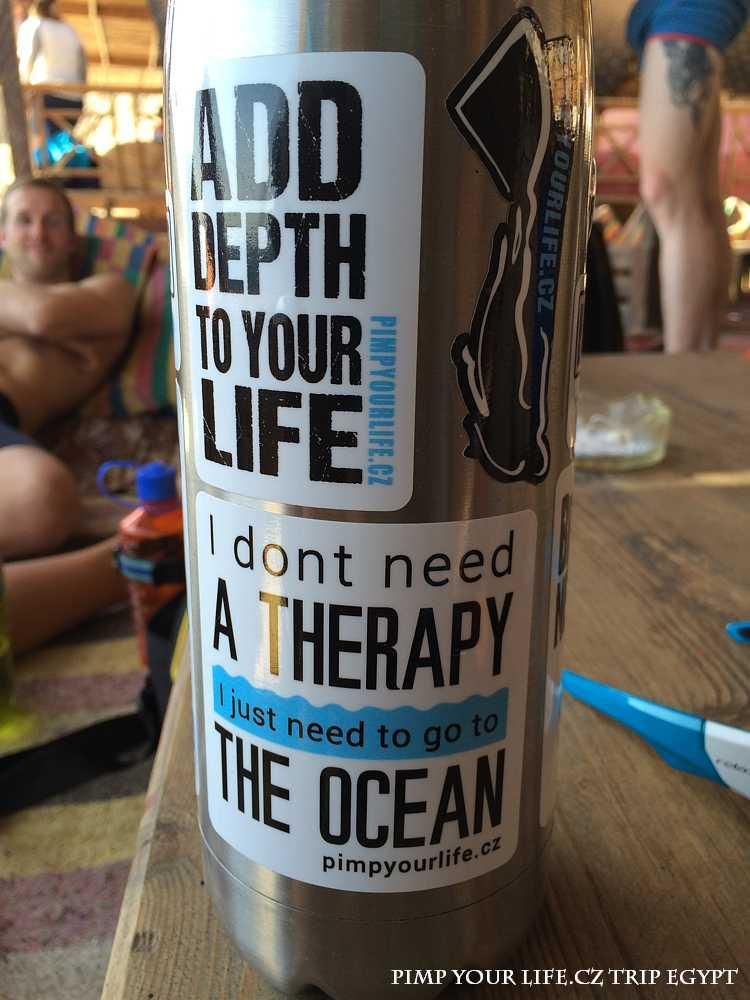 ADD
DEPTH
TO YOUR
LIFE
PIMPYOURLIFE.CZ
YOURLIFE.CZ
I dont need
A THERAPY
I just need to go to
THE OCEAN
pimpyourlife.cz
PIMP YOUR LIFE.CZ TRIP EGYPT